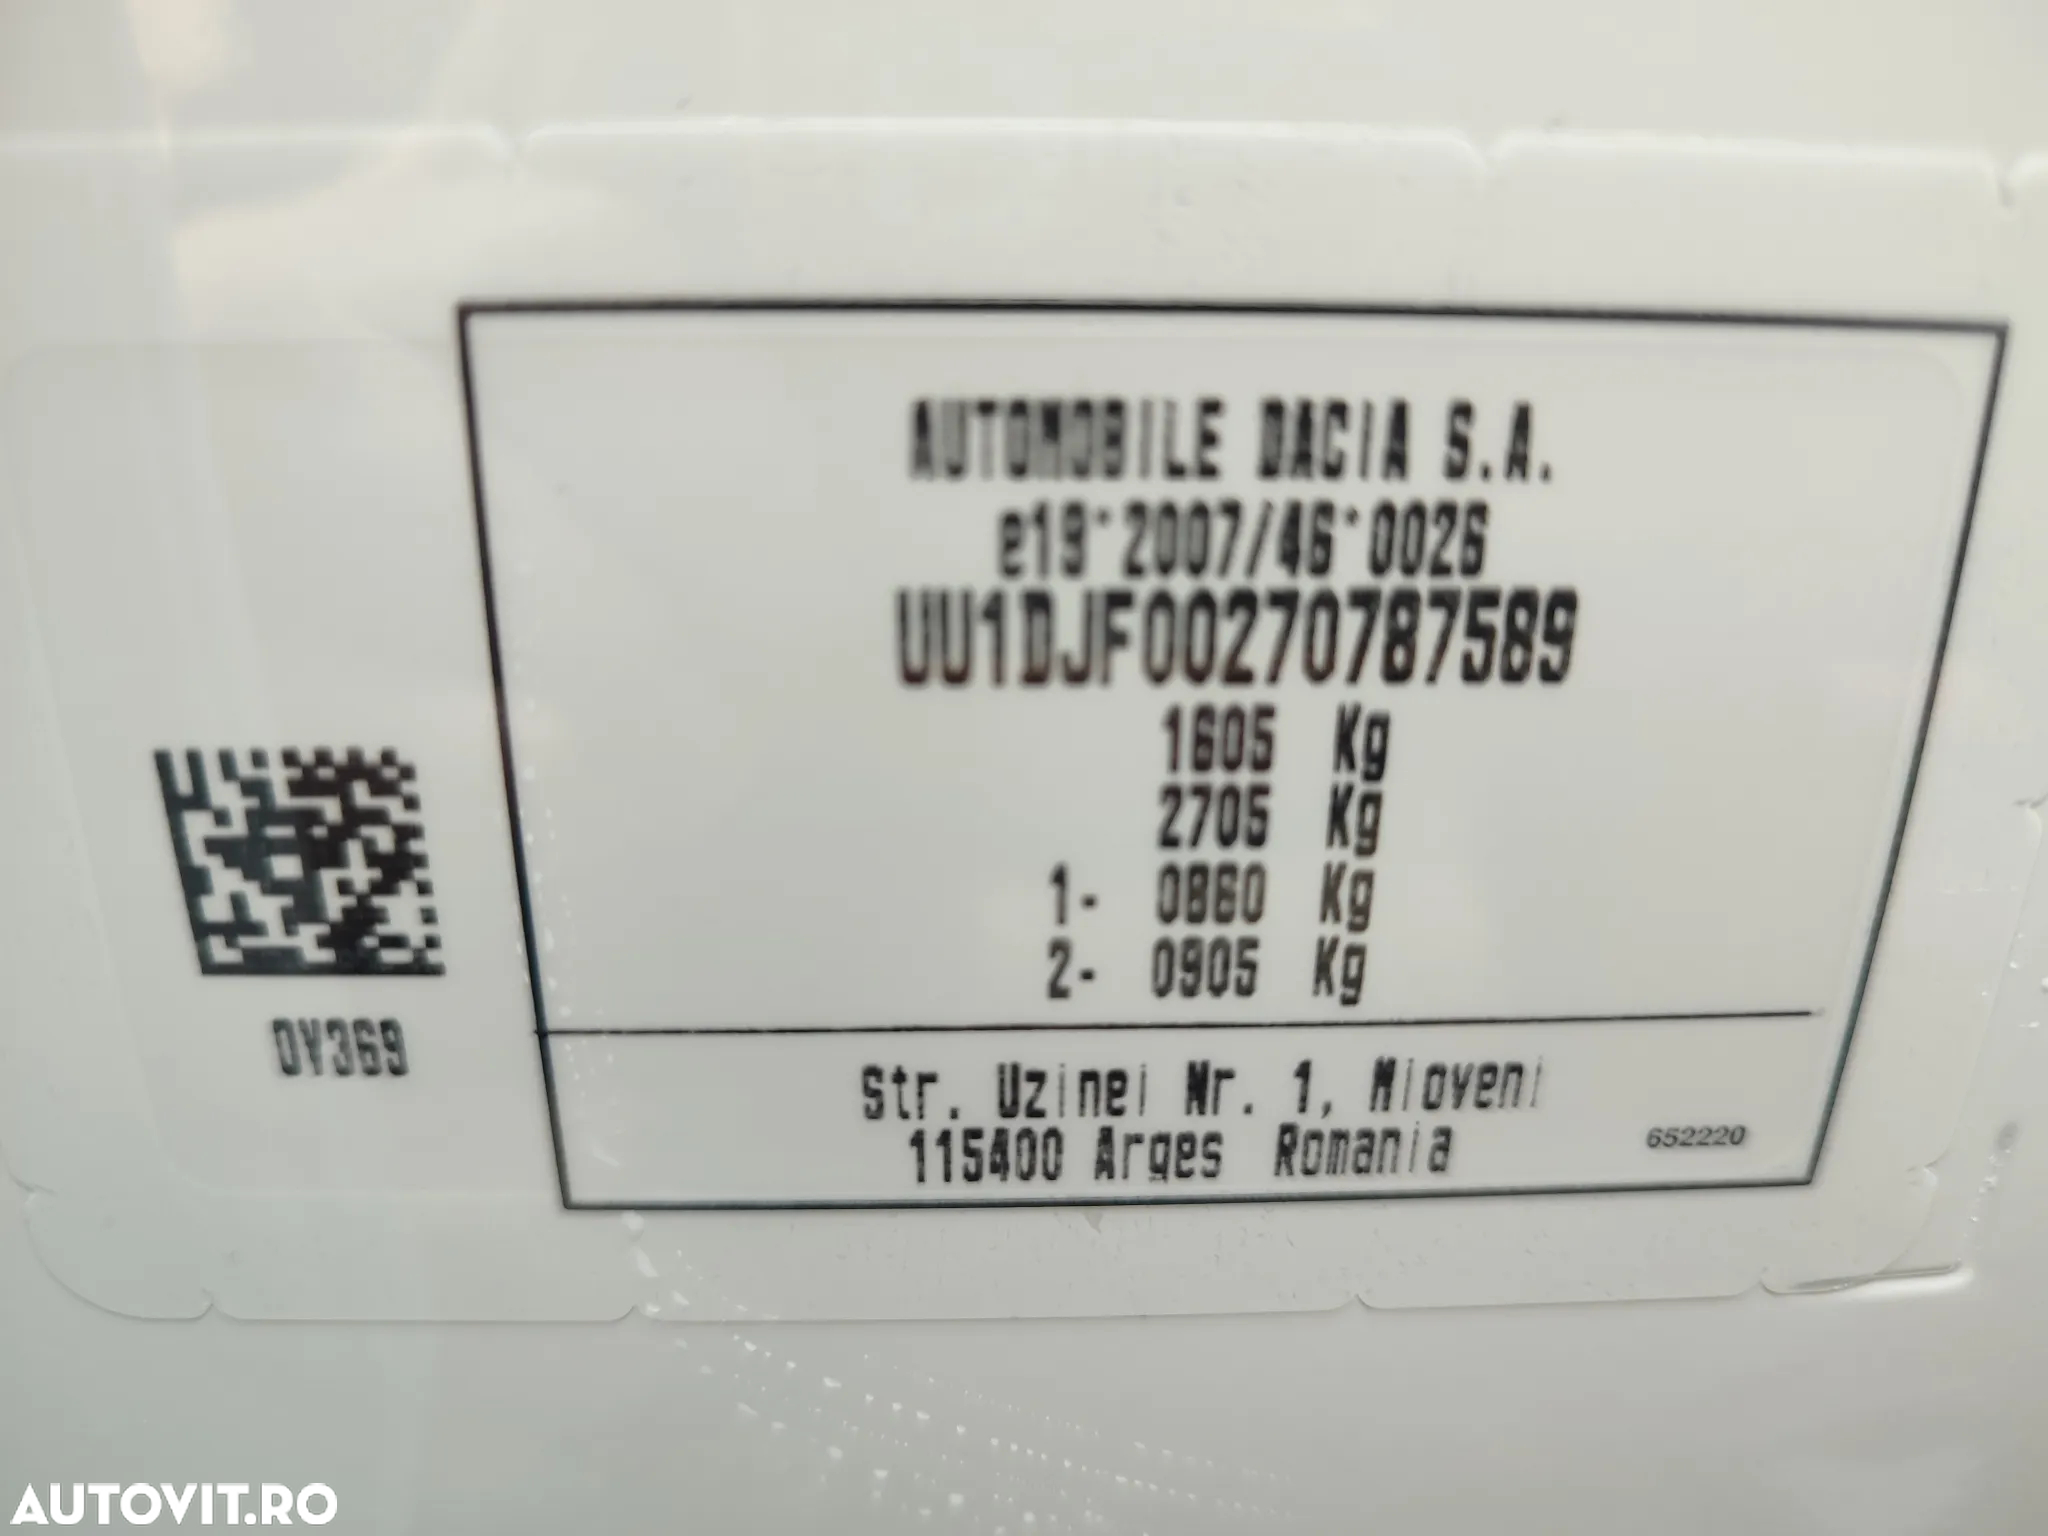 AUTOMOBILE DACIA S.A.
e19*2007/46*0026
UU1DJF00270787589
1605 Kg
2705 Kg
1- 0860 Kg
2- 0905 Kg
0V369
Str. Uzinei Nr. 1, Mioveni
115400 Arges Romania
652220
AUTOVIT.RO